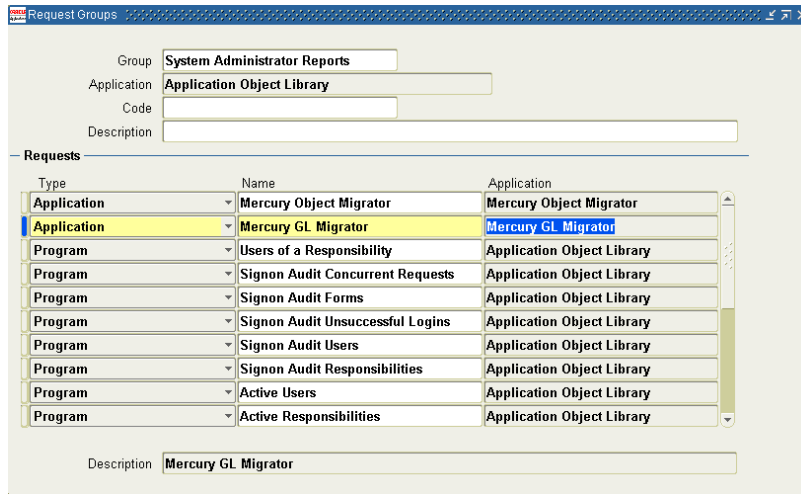 ORACLE
Request Groups
Group System Administrator Reports
Application Application Object Library
Code
Description
Requests
Type Name Application
Application Mercury Object Migrator Mercury Object Migrator
Application Mercury GL Migrator Mercury GL Migrator
Program Users of a Responsibility Application Object Library
Program Signon Audit Concurrent Requests Application Object Library
Program Signon Audit Forms Application Object Library
Program Signon Audit Unsuccessful Logins Application Object Library
Program Signon Audit Users Application Object Library
Program Signon Audit Responsibilities Application Object Library
Program Active Users Application Object Library
Program Active Responsibilities Application Object Library
Description Mercury GL Migrator